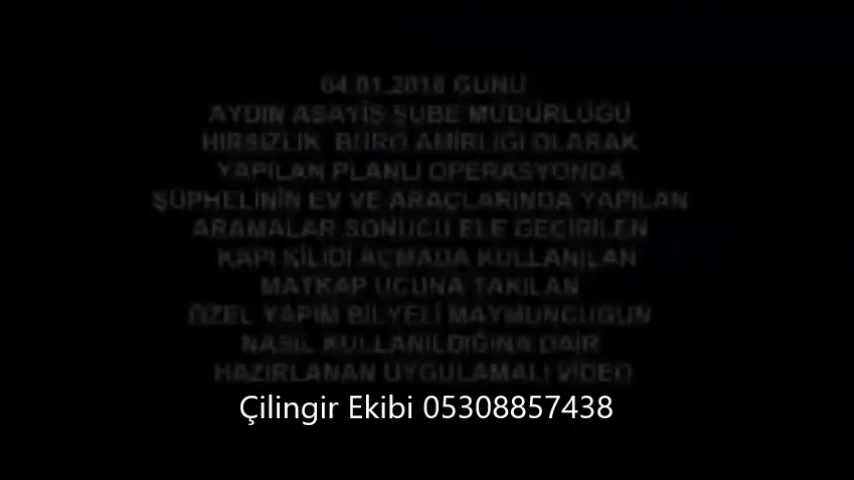 04.01.2018 GÜNÜ
AYDIN ASAYİŞ ŞUBE MÜDÜRLÜĞÜ
HIRSIZLIK BÜRO AMİRLİĞİ OLARAK
YAPILAN PLANLI OPERASYONDA
ŞÜPHELİNİN EV VE ARAÇLARINDA YAPILAN
ARAMALAR SONUCU ELE GEÇİRİLEN
KAPI KİLİDİ AÇMADA KULLANILAN
MATKAP UCUNA TAKILAN
ÖZEL YAPIM BİLYELİ MAYMUNCUĞUN
NASIL KULLANILDIĞINA DAİR
HAZIRLANAN UYGULAMALI VİDEO
Çilingir Ekibi 05308857438